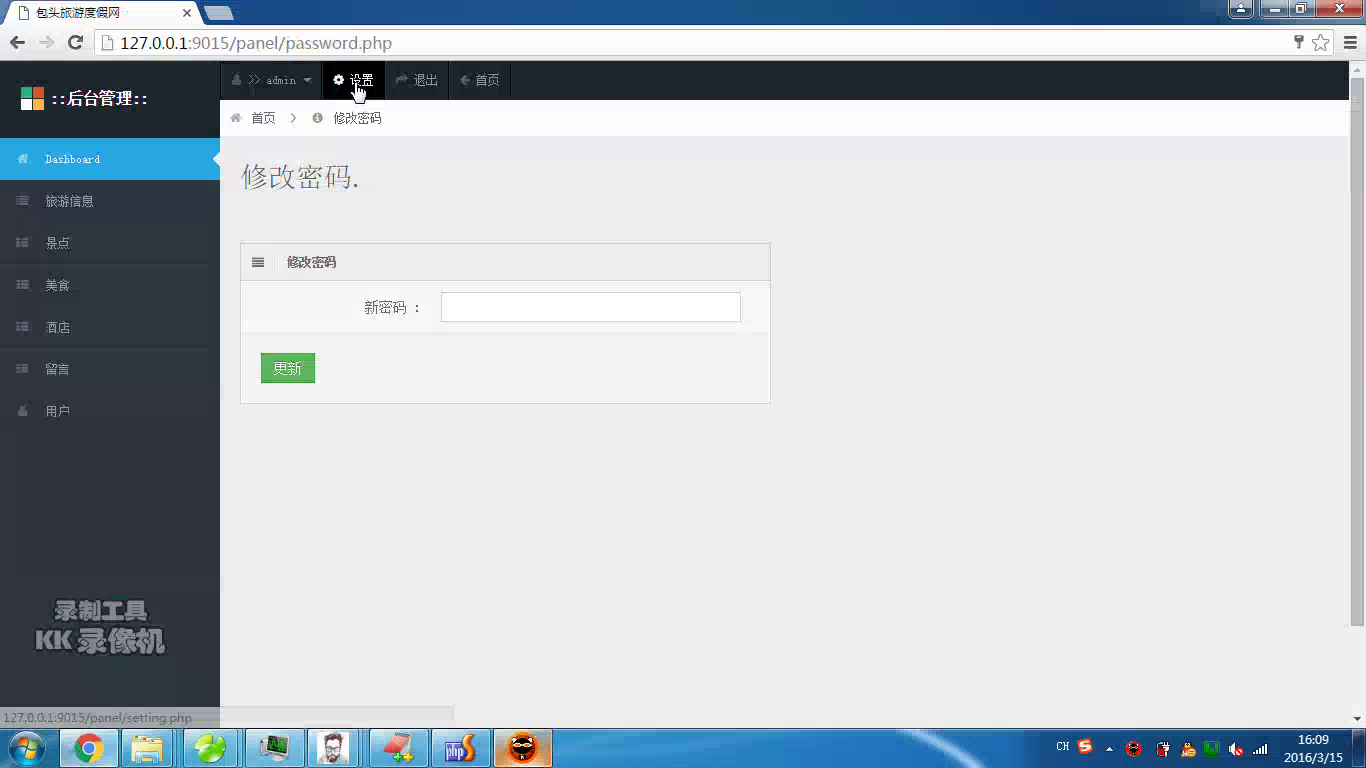 包头旅游度假网
127.0.0.1:9015/panel/password.php
::后台管理::
admin 设置 退出 首页
首页 修改密码
Dashboard
旅游信息
景点
美食
酒店
留言
用户
修改密码.
修改密码
新密码 :
更新
录制工具
KK 录像机
127.0.0.1:9015/panel/setting.php
php
CH
16:09
2016/3/15